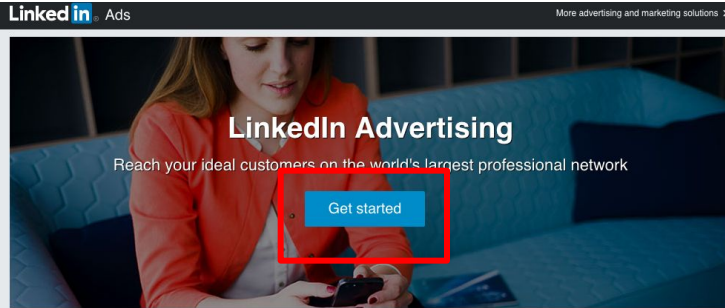 Linked in ® Ads
More advertising and marketing solutions
LinkedIn Advertising
Reach your ideal customers on the world's largest professional network
Get started